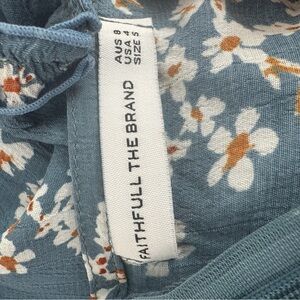 AUS 8
USA 4
SIZE S
FAITHFULL THE BRAND